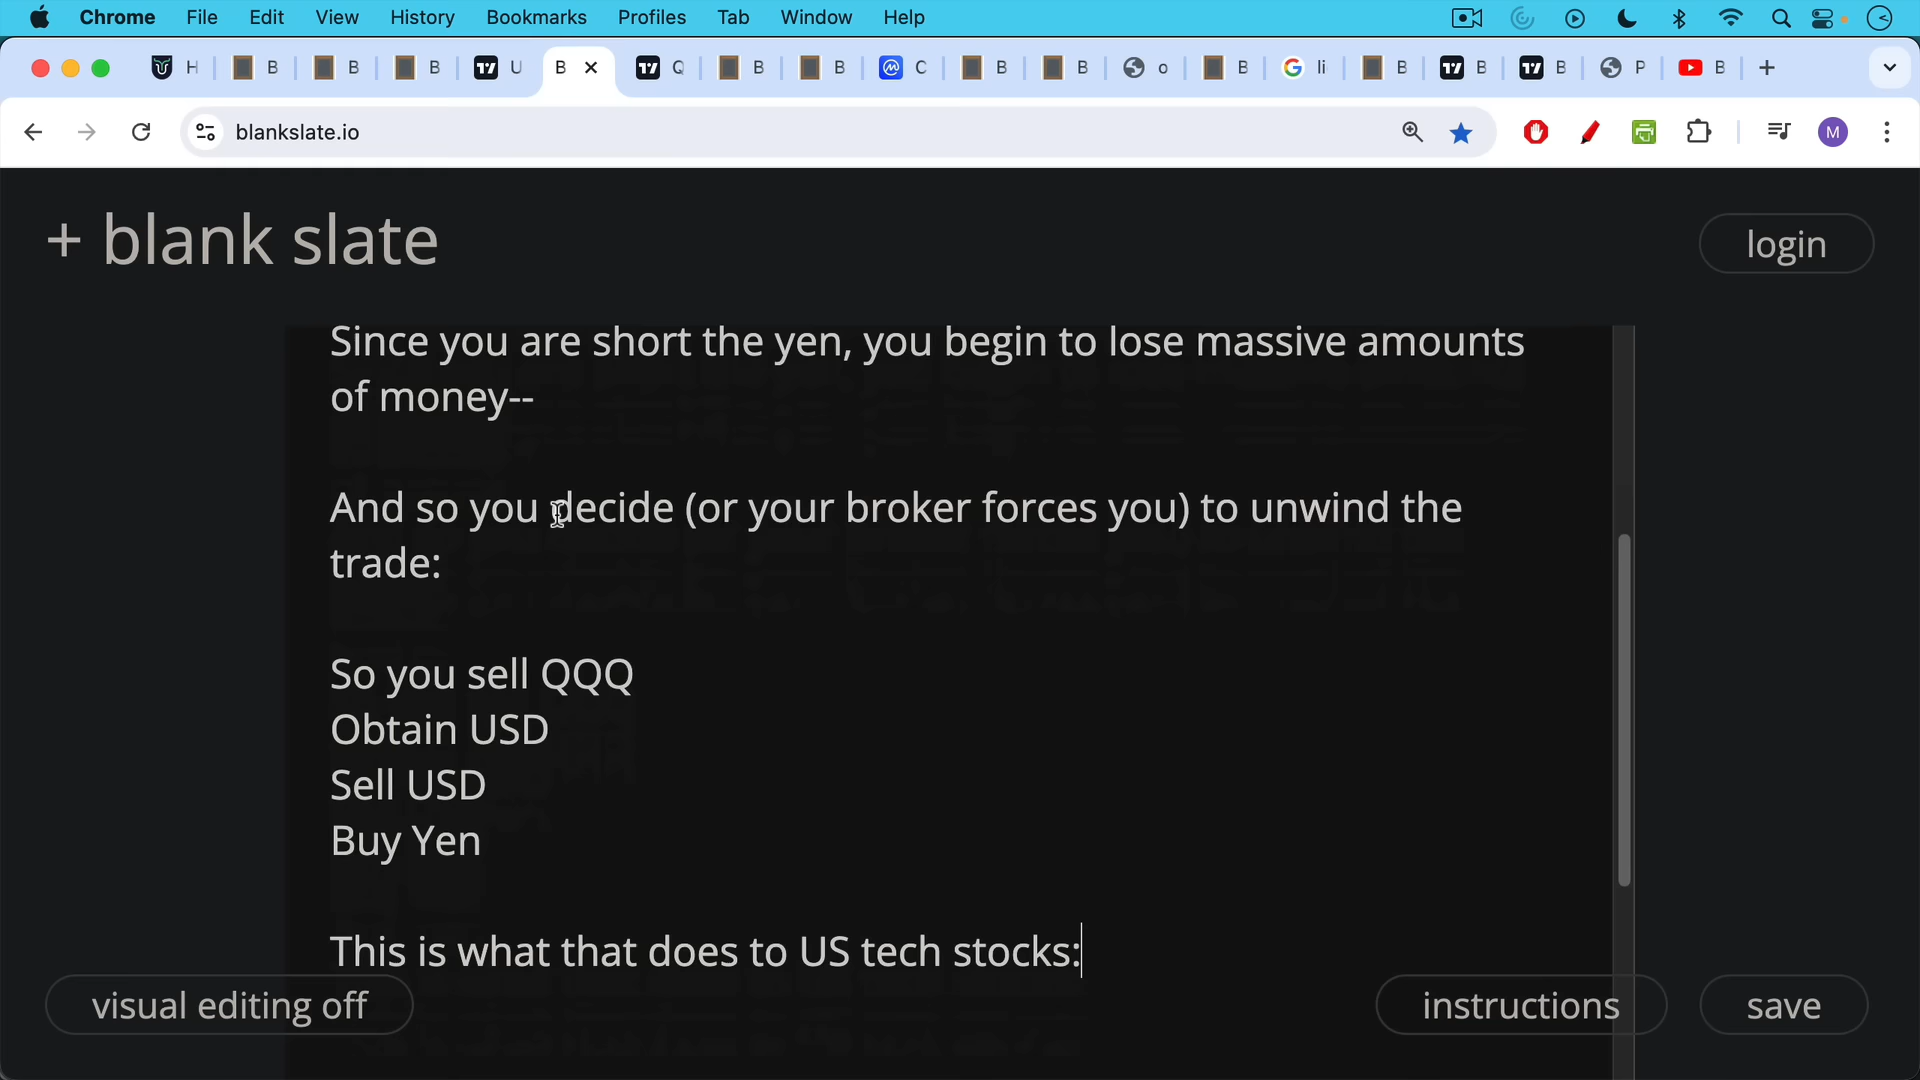 Chrome File Edit View History Bookmarks Profiles Tab Window Help
H B B B U B Q B B C B B o B li B B B P B
blankslate.io
M
+ blank slate
login
Since you are short the yen, you begin to lose massive amounts
of money--
And so you decide (or your broker forces you) to unwind the
trade:
So you sell QQQ
Obtain USD
Sell USD
Buy Yen
This is what that does to US tech stocks:
visual editing off
instructions
save